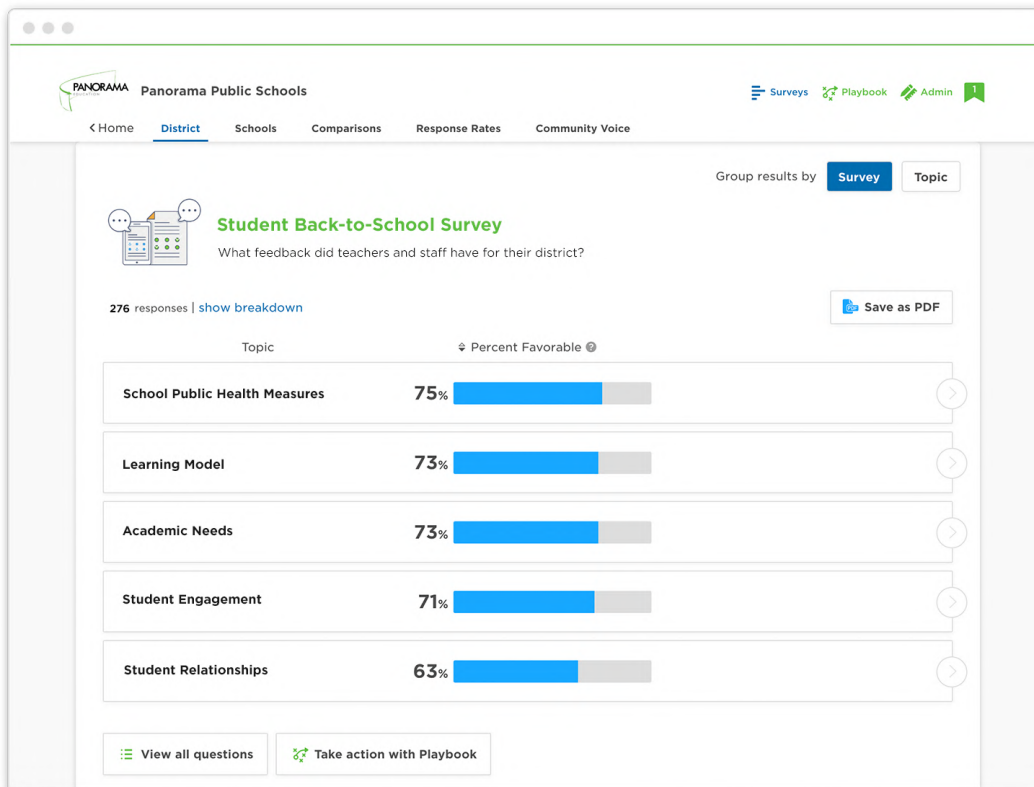 PANORAMA
EDUCATION
Panorama Public Schools
Surveys
Playbook
Admin
1
Home
District
Schools
Comparisons
Response Rates
Community Voice
Group results by
Survey
Topic
Student Back-to-School Survey
What feedback did teachers and staff have for their district?
276 responses | show breakdown
PDF
Save as PDF
Topic
Percent Favorable ?
School Public Health Measures 75%
Learning Model 73%
Academic Needs 73%
Student Engagement 71%
Student Relationships 63%
View all questions
Take action with Playbook